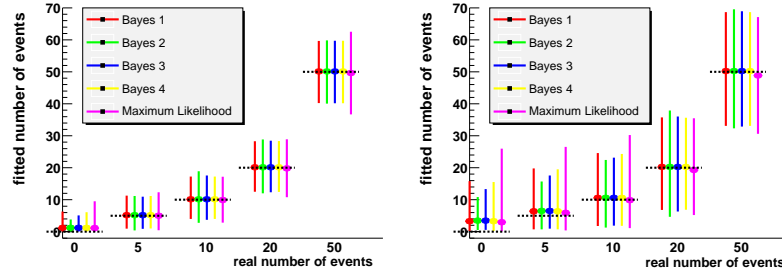 fitted number of events
70
60
50
40
30
20
10
0
Bayes 1
Bayes 2
Bayes 3
Bayes 4
Maximum Likelihood
0 5 10 20 50
real number of events
fitted number of events
70
60
50
40
30
20
10
0
Bayes 1
Bayes 2
Bayes 3
Bayes 4
Maximum Likelihood
0 5 10 20 50
real number of events